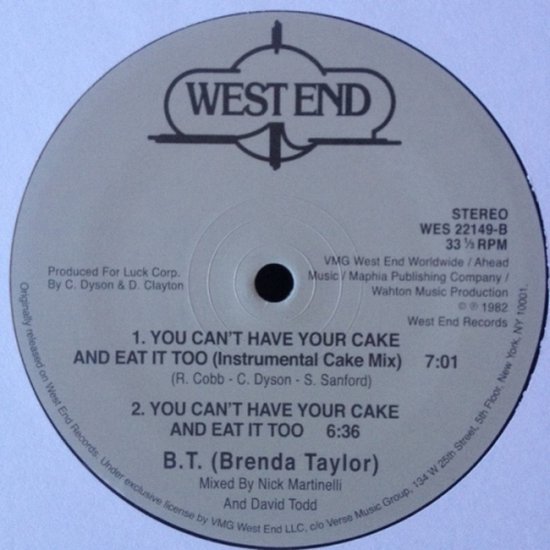 WEST END
STEREO
WES 22149-B
33 ⅓ RPM
VMG West End Worldwide / Ahead
Music / Maphia Publishing Company /
Wahton Music Production
© ℗ 1982
West End Records
Produced For Luck Corp.
By C. Dyson & D. Clayton
1. YOU CAN'T HAVE YOUR CAKE
AND EAT IT TOO (Instrumental Cake Mix) 7:01
(R. Cobb - C. Dyson - S. Sanford)
2. YOU CAN'T HAVE YOUR CAKE
AND EAT IT TOO 6:36
B.T. (Brenda Taylor)
Mixed By Nick Martinelli
And David Todd
Originally released on West End Records. Under exclusive license by VMG West End LLC, c/o Verse Music Group, 134 W 25th Street, 5th Floor, New York, NY 10001.